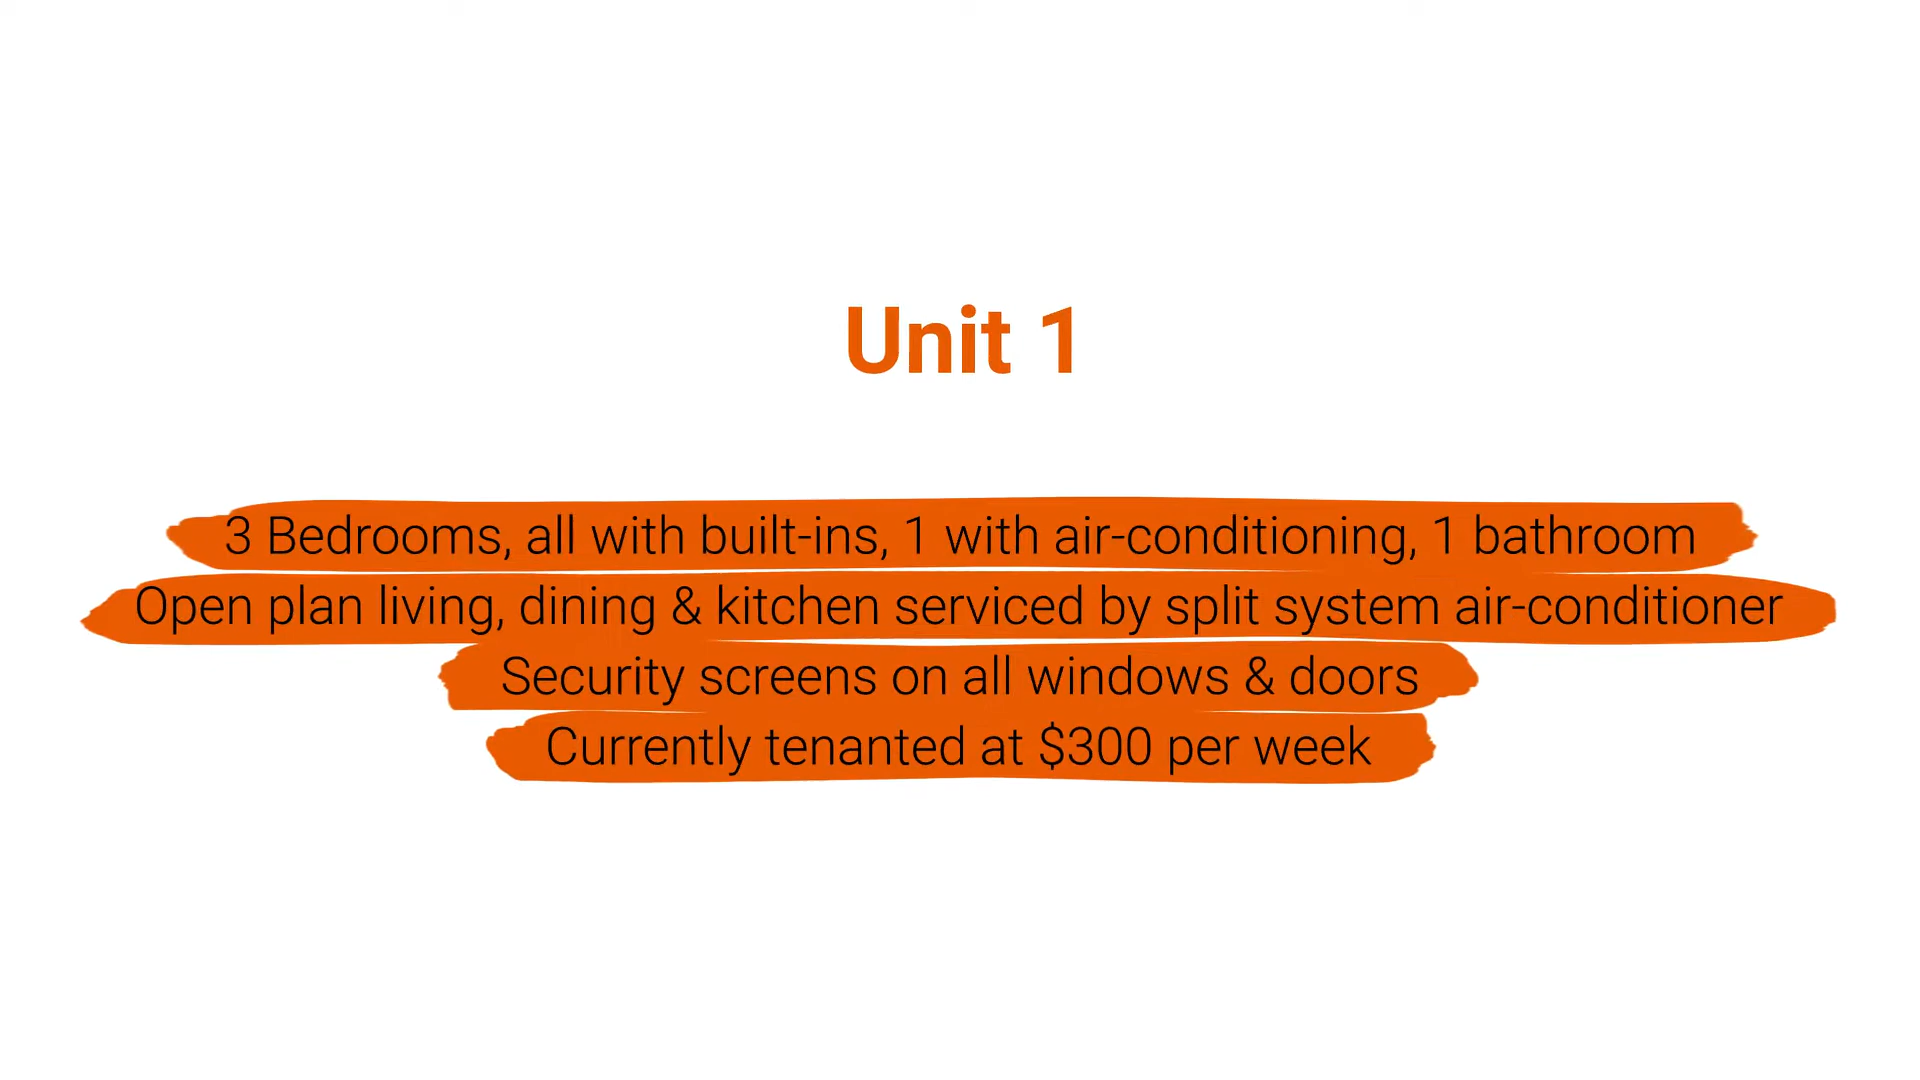 Unit 1
3 Bedrooms, all with built-ins, 1 with air-conditioning, 1 bathroom
Open plan living, dining & kitchen serviced by split system air-conditioner
Security screens on all windows & doors
Currently tenanted at $300 per week